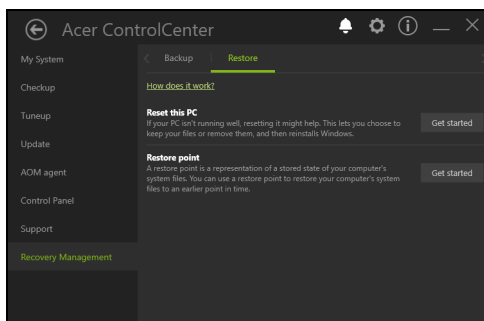 Acer ControlCenter
My System
Checkup
Tuneup
Update
AOM agent
Control Panel
Support
Recovery Management
Backup
Restore
How does it work?
Reset this PC
If your PC isn't running well, resetting it might help. This lets you choose to
keep your files or remove them, and then reinstalls Windows.
Get started
Restore point
A restore point is a representation of a stored state of your computer's
system files. You can use a restore point to restore your computer's system
files to an earlier point in time.
Get started